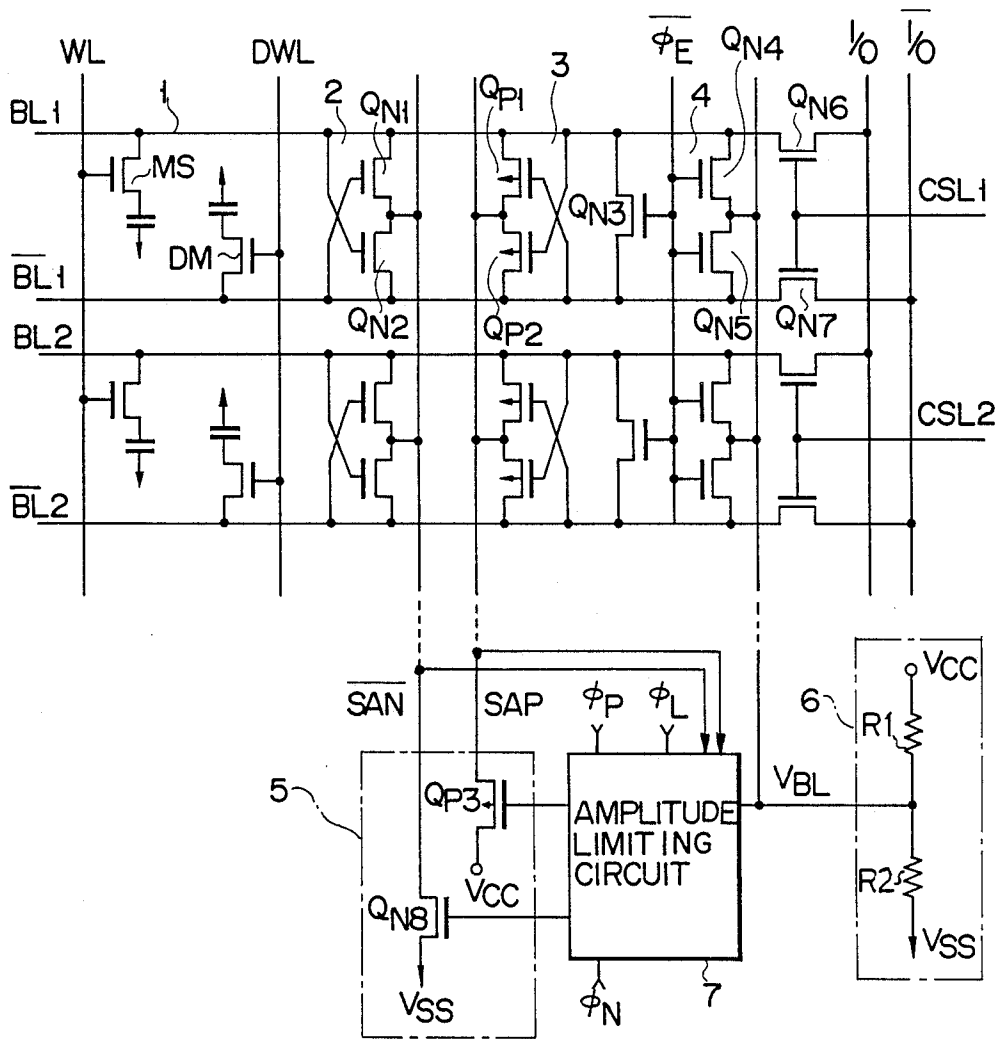 WL
DWL
φE
QN4
I/O
I/O
BL1
1
2
QN1
QP1
3
4
QN6
MS
QN3
CSL1
DM
BL1
QN2
QP2
QN5
QN7
BL2
CSL2
BL2
SAN
SAP
φP
φL
6
VCC
R1
5
QP3
VBL
AMPLITUDE
LIMITING
CIRCUIT
VCC
R2
QN8
VSS
VSS
φN
7